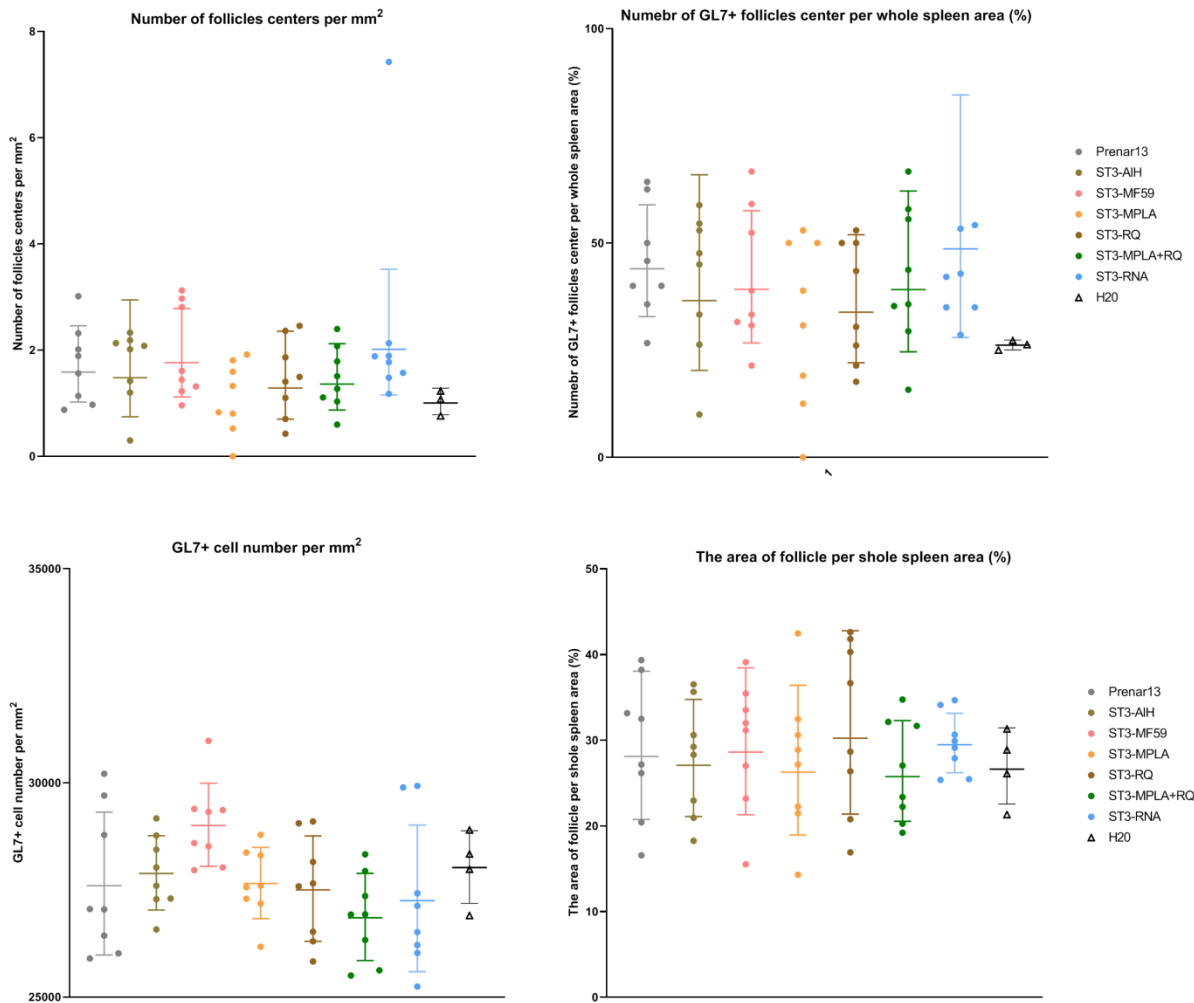 Number of follicles centers per mm2
Number of follicles centers per mm2
8
6
4
2
0
Numebr of GL7+ follicles center per whole spleen area (%)
Numebr of GL7+ follicles center per whole spleen area (%)
100
50
0
Prenar13
ST3-AlH
ST3-MF59
ST3-MPLA
ST3-RQ
ST3-MPLA+RQ
ST3-RNA
H20
GL7+ cell number per mm2
GL7+ cell number per mm2
35000
30000
25000
The area of follicle per shole spleen area (%)
The area of follicle per shole spleen area (%)
50
40
30
20
10
0
Prenar13
ST3-AlH
ST3-MF59
ST3-MPLA
ST3-RQ
ST3-MPLA+RQ
ST3-RNA
H20